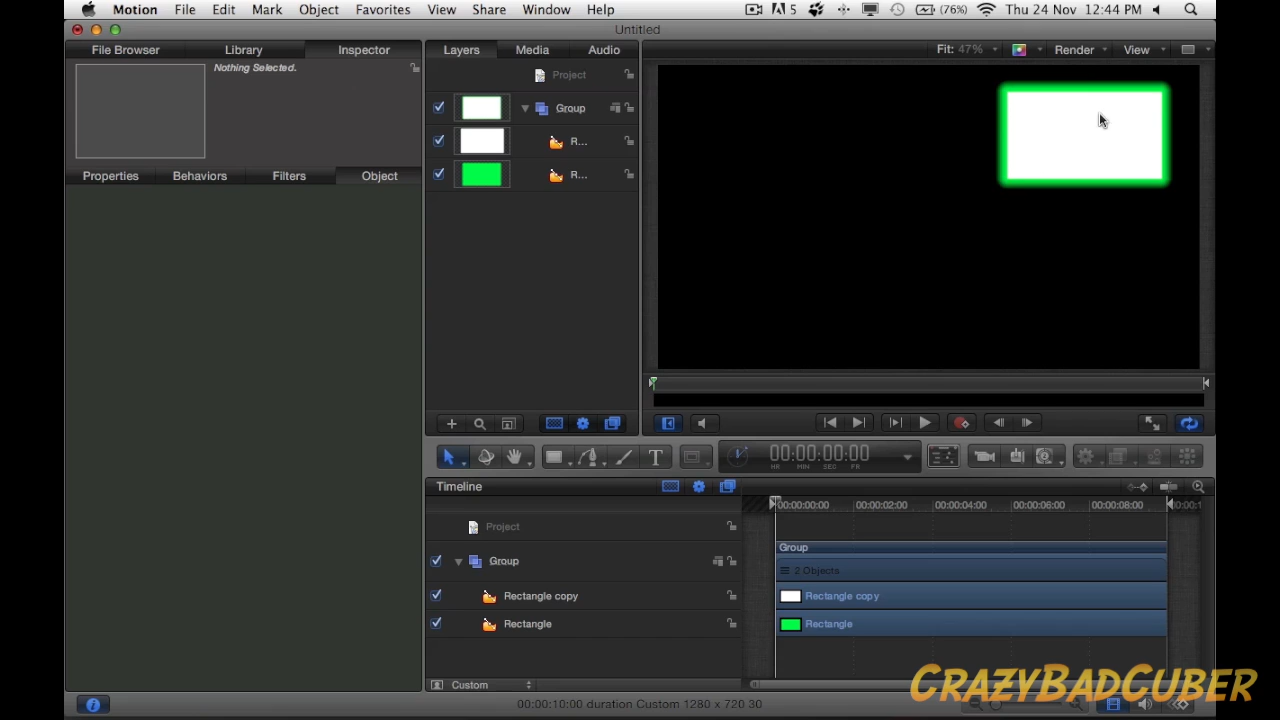 Motion File Edit Mark Object Favorites View Share Window Help 5 (76%) Thu 24 Nov 12:44 PM
Untitled
File Browser Library Inspector Layers Media Audio Fit: 47% Render View
Nothing Selected.
Project
Group
R...
R...
Properties Behaviors Filters Object
T 00:00:00:00
HR MIN SEC FR
Timeline
00:00:00:00 00:00:02:00 00:00:04:00 00:00:06:00 00:00:08:00 00:00:1
Project
Group
Group
2 Objects
Rectangle copy Rectangle copy
Rectangle Rectangle
Custom
00:00:10:00 duration Custom 1280 x 720 30
CRAZYBADCUBER